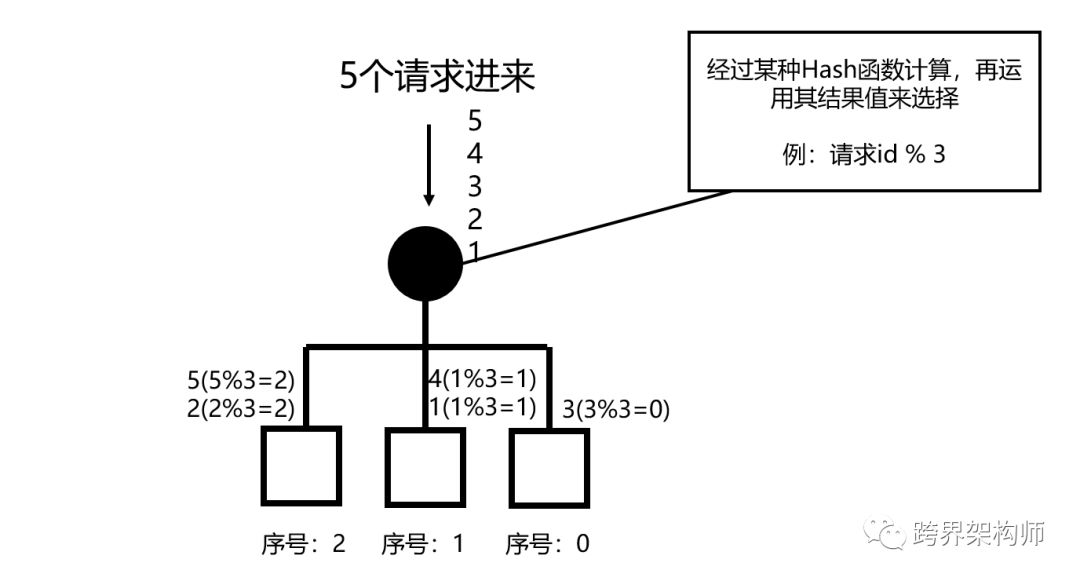 5个请求进来
5
4
3
2
1
经过某种Hash函数计算，再运
用其结果值来选择
例：请求id % 3
5(5%3=2)
2(2%3=2)
4(1%3=1)
1(1%3=1)
3(3%3=0)
序号：2
序号：1
序号：0
跨界架构师